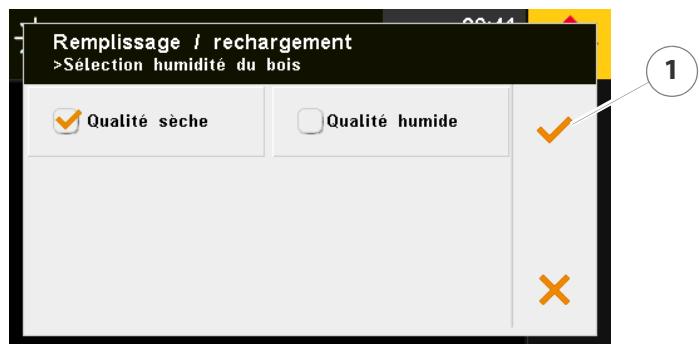 Remplissage / rechargement
>Sélection humidité du bois
1
Qualité sèche
Qualité humide